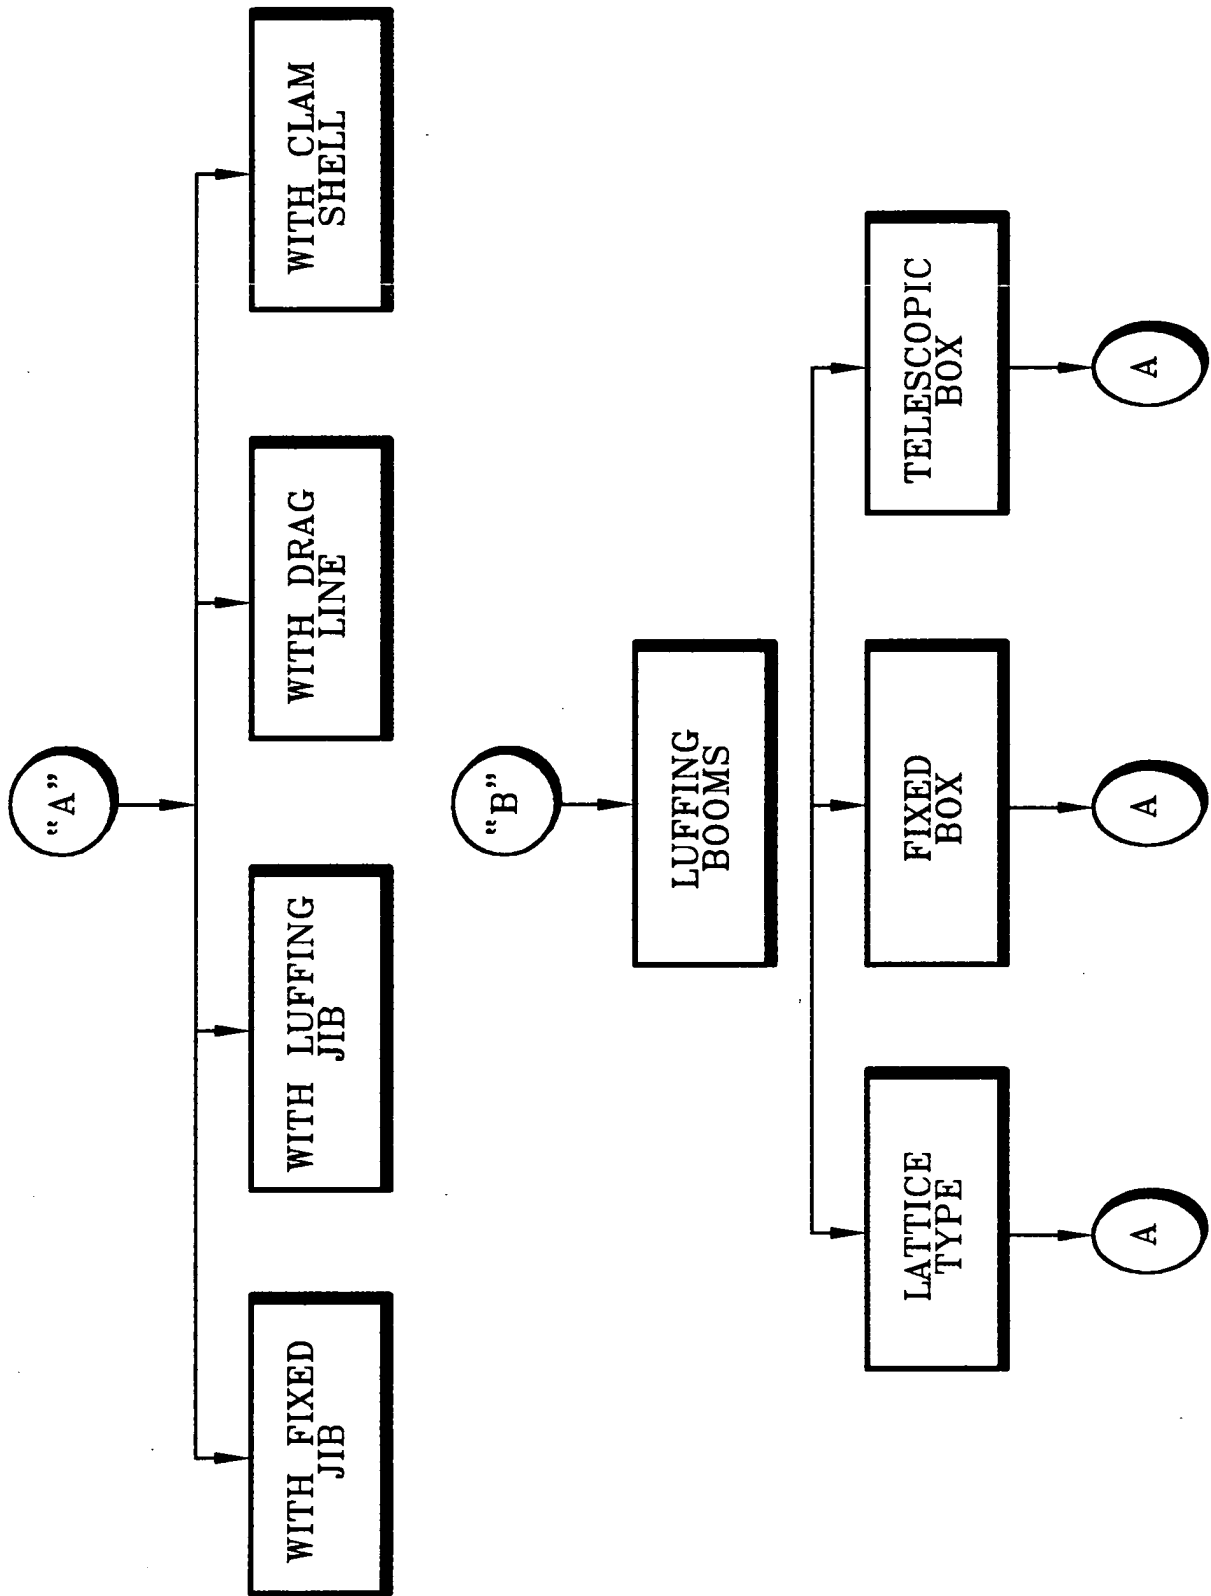 "A"
WITH FIXED
JIB
WITH LUFFING
JIB
WITH DRAG
LINE
WITH CLAM
SHELL
"B"
LUFFING
BOOMS
LATTICE
TYPE
FIXED
BOX
TELESCOPIC
BOX
A
A
A